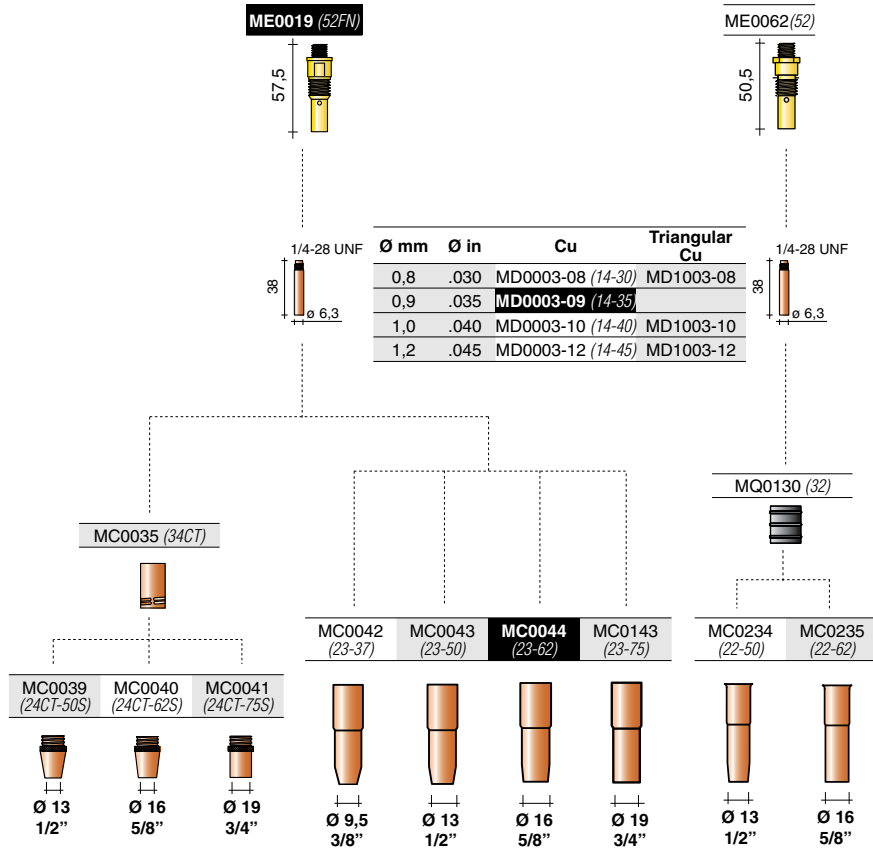 ME0019 (52FN)
ME0062(52)
57,5
50,5
1/4-28 UNF
38
ø 6,3
Ø mm Ø in Cu Triangular Cu
0,8 .030 MD0003-08 (14-30) MD1003-08
0,9 .035 MD0003-09 (14-35)
1,0 .040 MD0003-10 (14-40) MD1003-10
1,2 .045 MD0003-12 (14-45) MD1003-12
1/4-28 UNF
38
ø 6,3
MQ0130 (32)
MC0035 (34CT)
MC0042 MC0043 MC0044 MC0143
(23-37) (23-50) (23-62) (23-75)
MC0234 MC0235
(22-50) (22-62)
MC0039 MC0040 MC0041
(24CT-50S) (24CT-62S) (24CT-75S)
Ø 13 Ø 16 Ø 19
1/2” 5/8” 3/4”
Ø 9,5 Ø 13 Ø 16 Ø 19
3/8” 1/2” 5/8” 3/4”
Ø 13 Ø 16
1/2” 5/8”